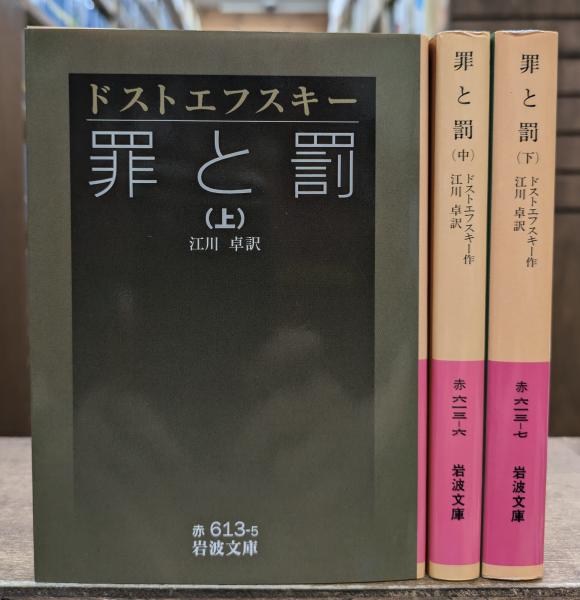 ドストエフスキー
罪と罰
(上)
江川 卓訳
赤 613-5
岩波文庫
罪と罰(中)
ドストエフスキー作
江川 卓訳
赤 六一三-六
岩波文庫
罪と罰(下)
ドストエフスキー作
江川 卓訳
赤 六一三-七
岩波文庫